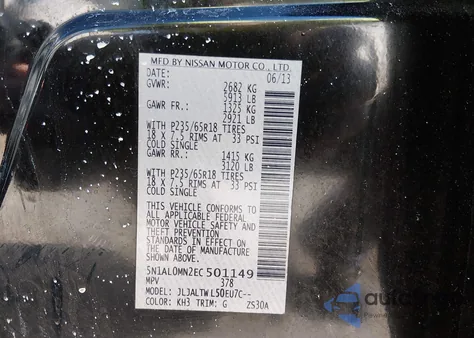 MFD BY NISSAN MOTOR CO., LTD.
DATE: 06/13
GVWR: 2682 KG
5913 LB
GAWR FR.: 1325 KG
2921 LB
WITH P235/65R18 TIRES
18 X 7.5 RIMS AT 33 PSI
COLD SINGLE
GAWR RR.: 1415 KG
3120 LB
WITH P235/65R18 TIRES
18 X 7.5 RIMS AT 33 PSI
COLD SINGLE
THIS VEHICLE CONFORMS TO
ALL APPLICABLE FEDERAL
MOTOR VEHICLE SAFETY
STANDARDS IN EFFECT ON
THE DATE OF MANUFACTURE
SHOWN ABOVE.
5N1AL0MN2EC501149
MPV 378
MODEL: JL3ALTWL50EU7C--
COLOR: KH3 TRIM: G ZS30A